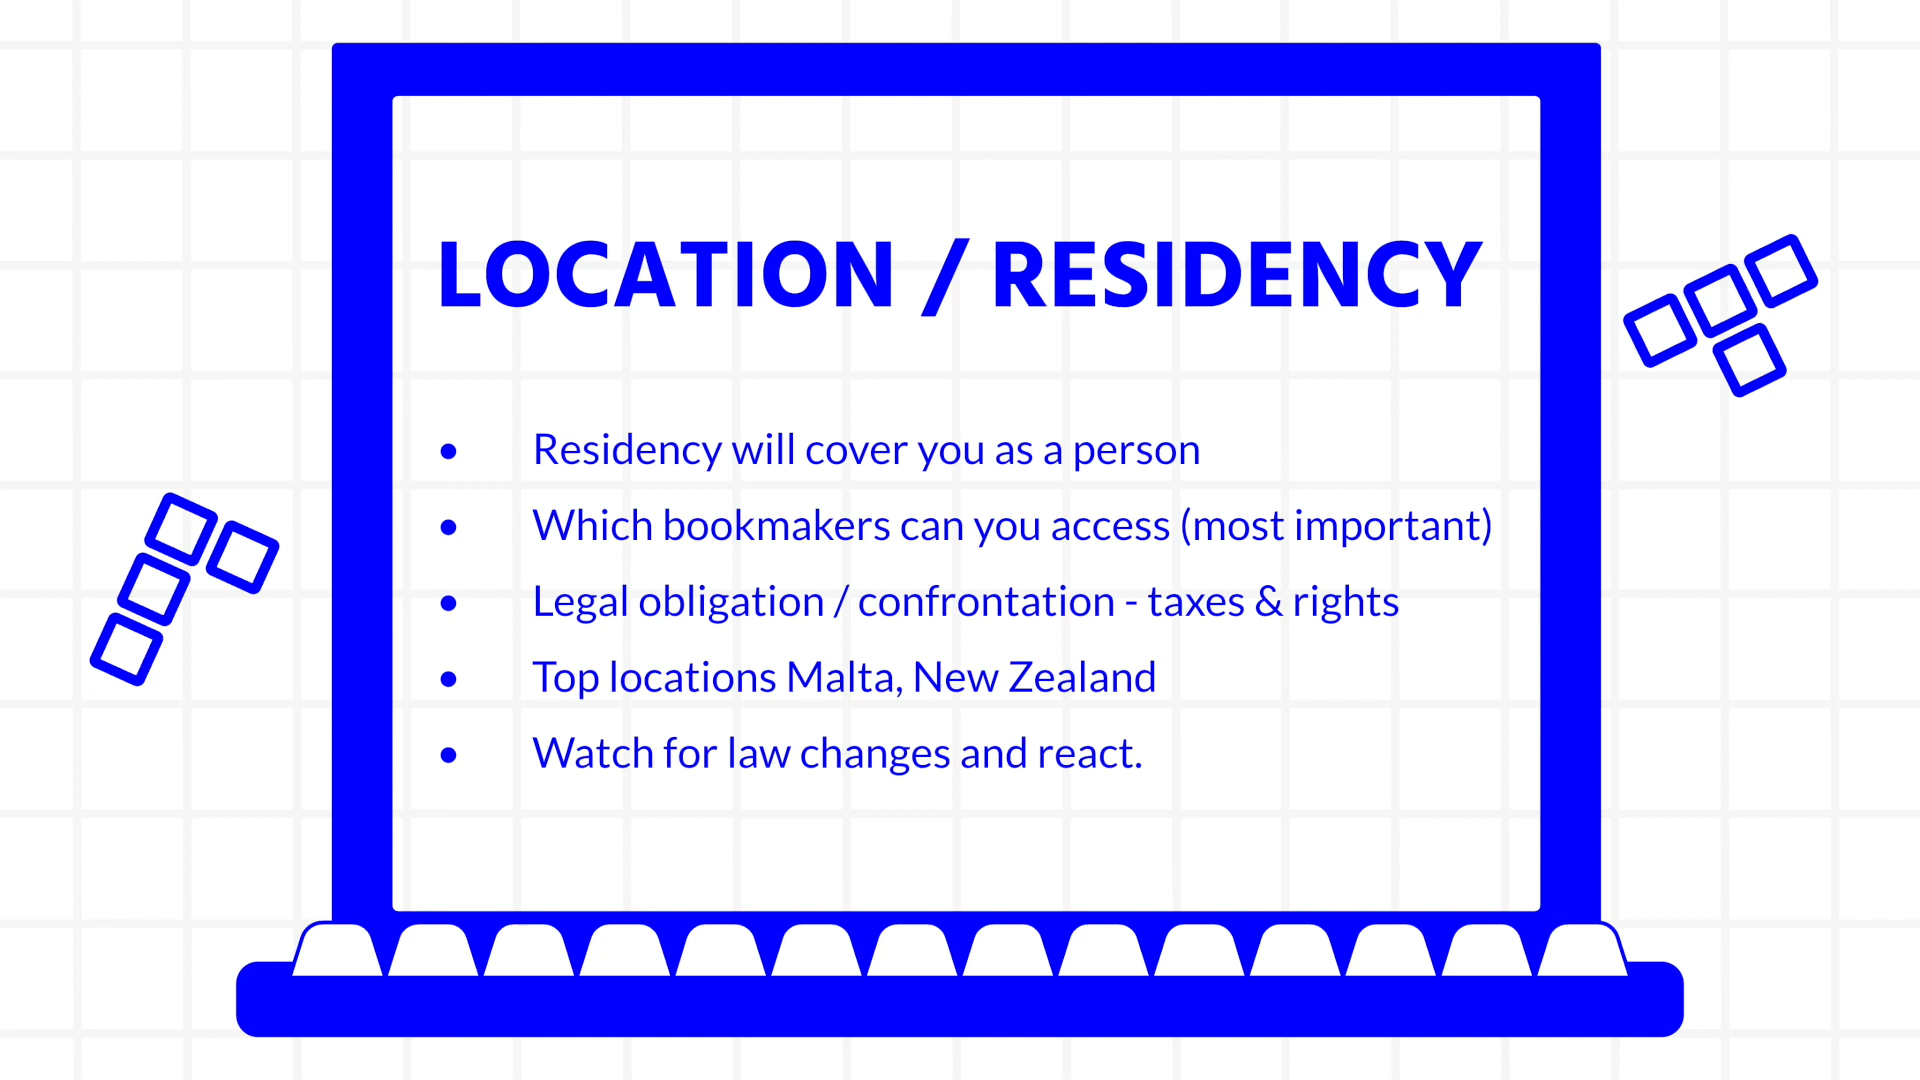 LOCATION / RESIDENCY
• Residency will cover you as a person
• Which bookmakers can you access (most important)
• Legal obligation / confrontation - taxes & rights
• Top locations Malta, New Zealand
• Watch for law changes and react.